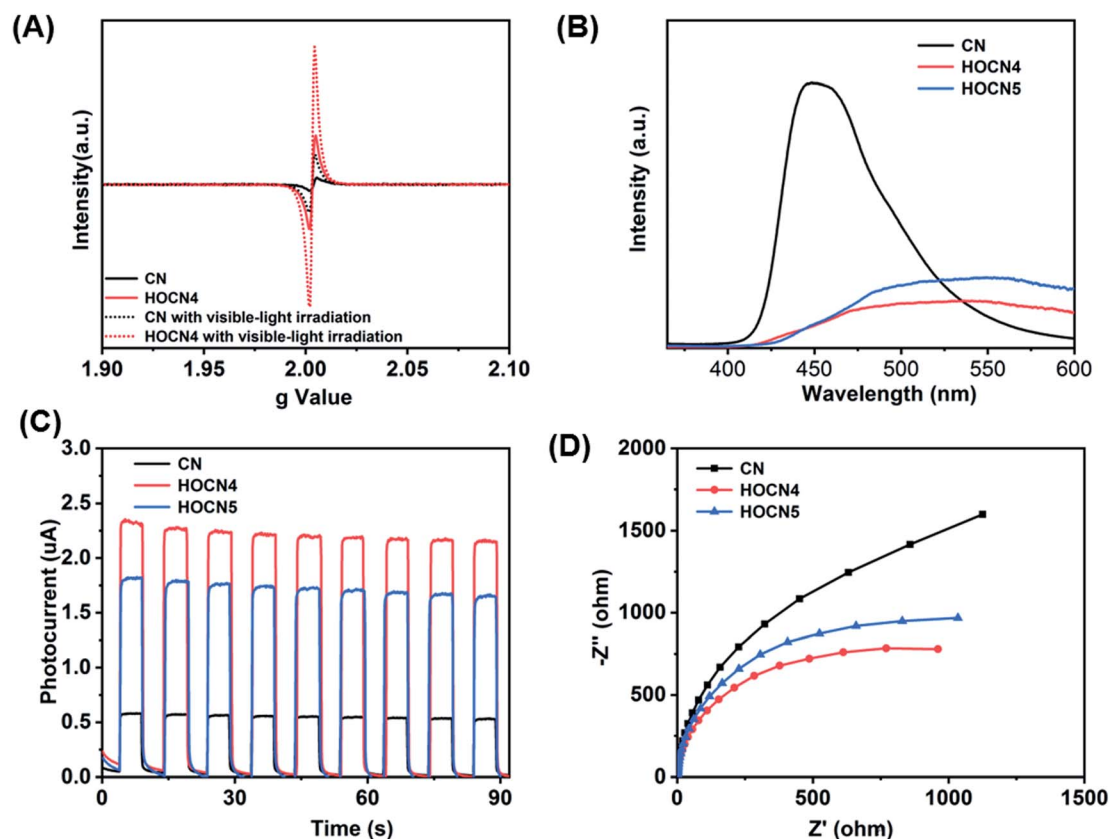 (A)
Intensity(a.u.)
CN
HOCN4
CN with visible-light irradiation
HOCN4 with visible-light irradiation
1.90 1.95 2.00 2.05 2.10
g Value
(B)
Intensity (a.u.)
CN
HOCN4
HOCN5
400 450 500 550 600
Wavelength (nm)
(C)
Photocurrent (uA)
3.0
2.5
2.0
1.5
1.0
0.5
0.0
CN
HOCN4
HOCN5
0 30 60 90
Time (s)
(D)
-Z'' (ohm)
2000
1500
1000
500
0
CN
HOCN4
HOCN5
0 500 1000 1500
Z' (ohm)